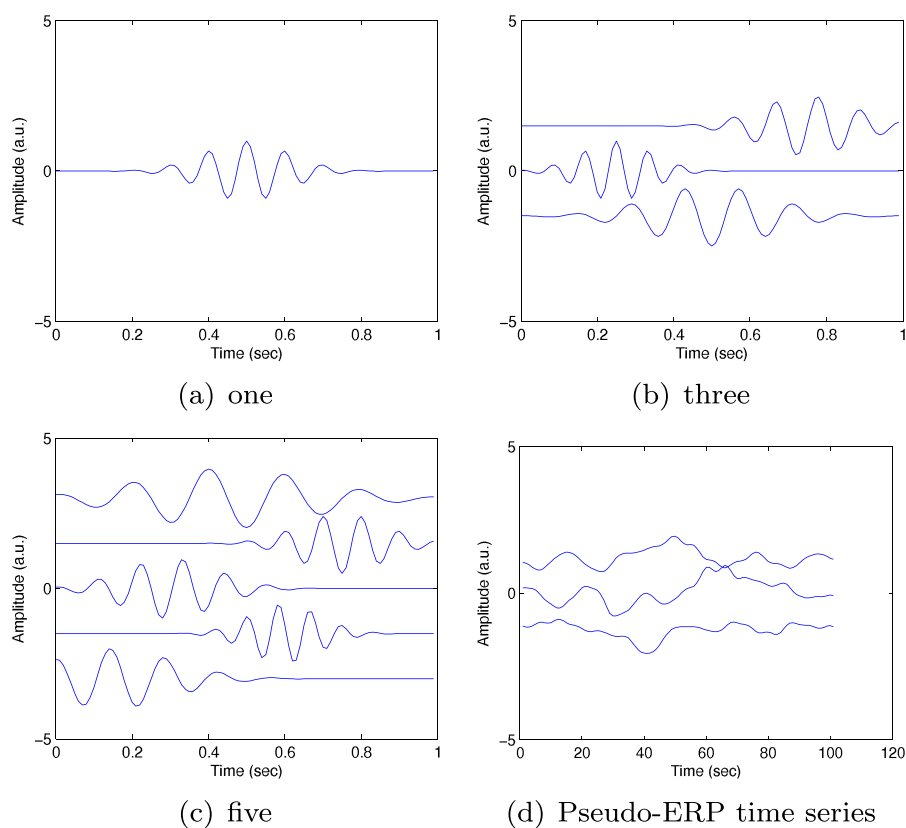 5
0
−5
Amplitude (a.u.)
0 0.2 0.4 0.6 0.8 1
Time (sec)
(a) one
5
0
−5
Amplitude (a.u.)
0 0.2 0.4 0.6 0.8 1
Time (sec)
(b) three
5
0
−5
Amplitude (a.u.)
0 0.2 0.4 0.6 0.8 1
Time (sec)
(c) five
5
0
−5
Amplitude (a.u.)
0 20 40 60 80 100 120
Time (sec)
(d) Pseudo-ERP time series